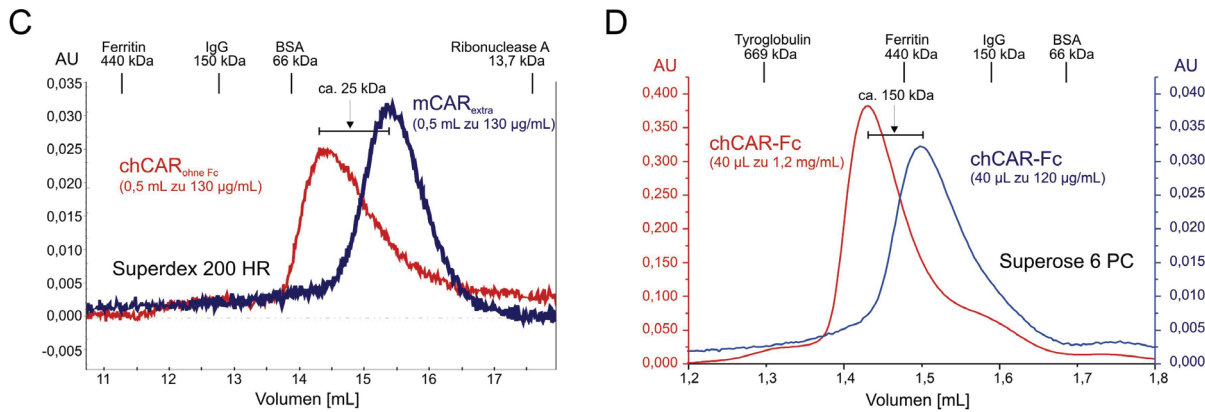 C
Ferritin
440 kDa
IgG
150 kDa
BSA
66 kDa
Ribonuclease A
13,7 kDa
AU
0,035
0,030
0,025
0,020
0,015
0,010
0,005
0,000
-0,005
ca. 25 kDa
mCARextra
(0,5 mL zu 130 µg/mL)
chCARohne Fc
(0,5 mL zu 130 µg/mL)
Superdex 200 HR
11 12 13 14 15 16 17
Volumen [mL]
D
Tyroglobulin
669 kDa
Ferritin
440 kDa
IgG
150 kDa
BSA
66 kDa
AU
0,400
0,350
0,300
0,250
0,200
0,150
0,100
0,050
0,000
ca. 150 kDa
chCAR-Fc
(40 µL zu 1,2 mg/mL)
chCAR-Fc
(40 µL zu 120 µg/mL)
Superose 6 PC
AU
0,040
0,035
0,030
0,025
0,020
0,015
0,010
0,005
0,000
1,2 1,3 1,4 1,5 1,6 1,7 1,8
Volumen [mL]